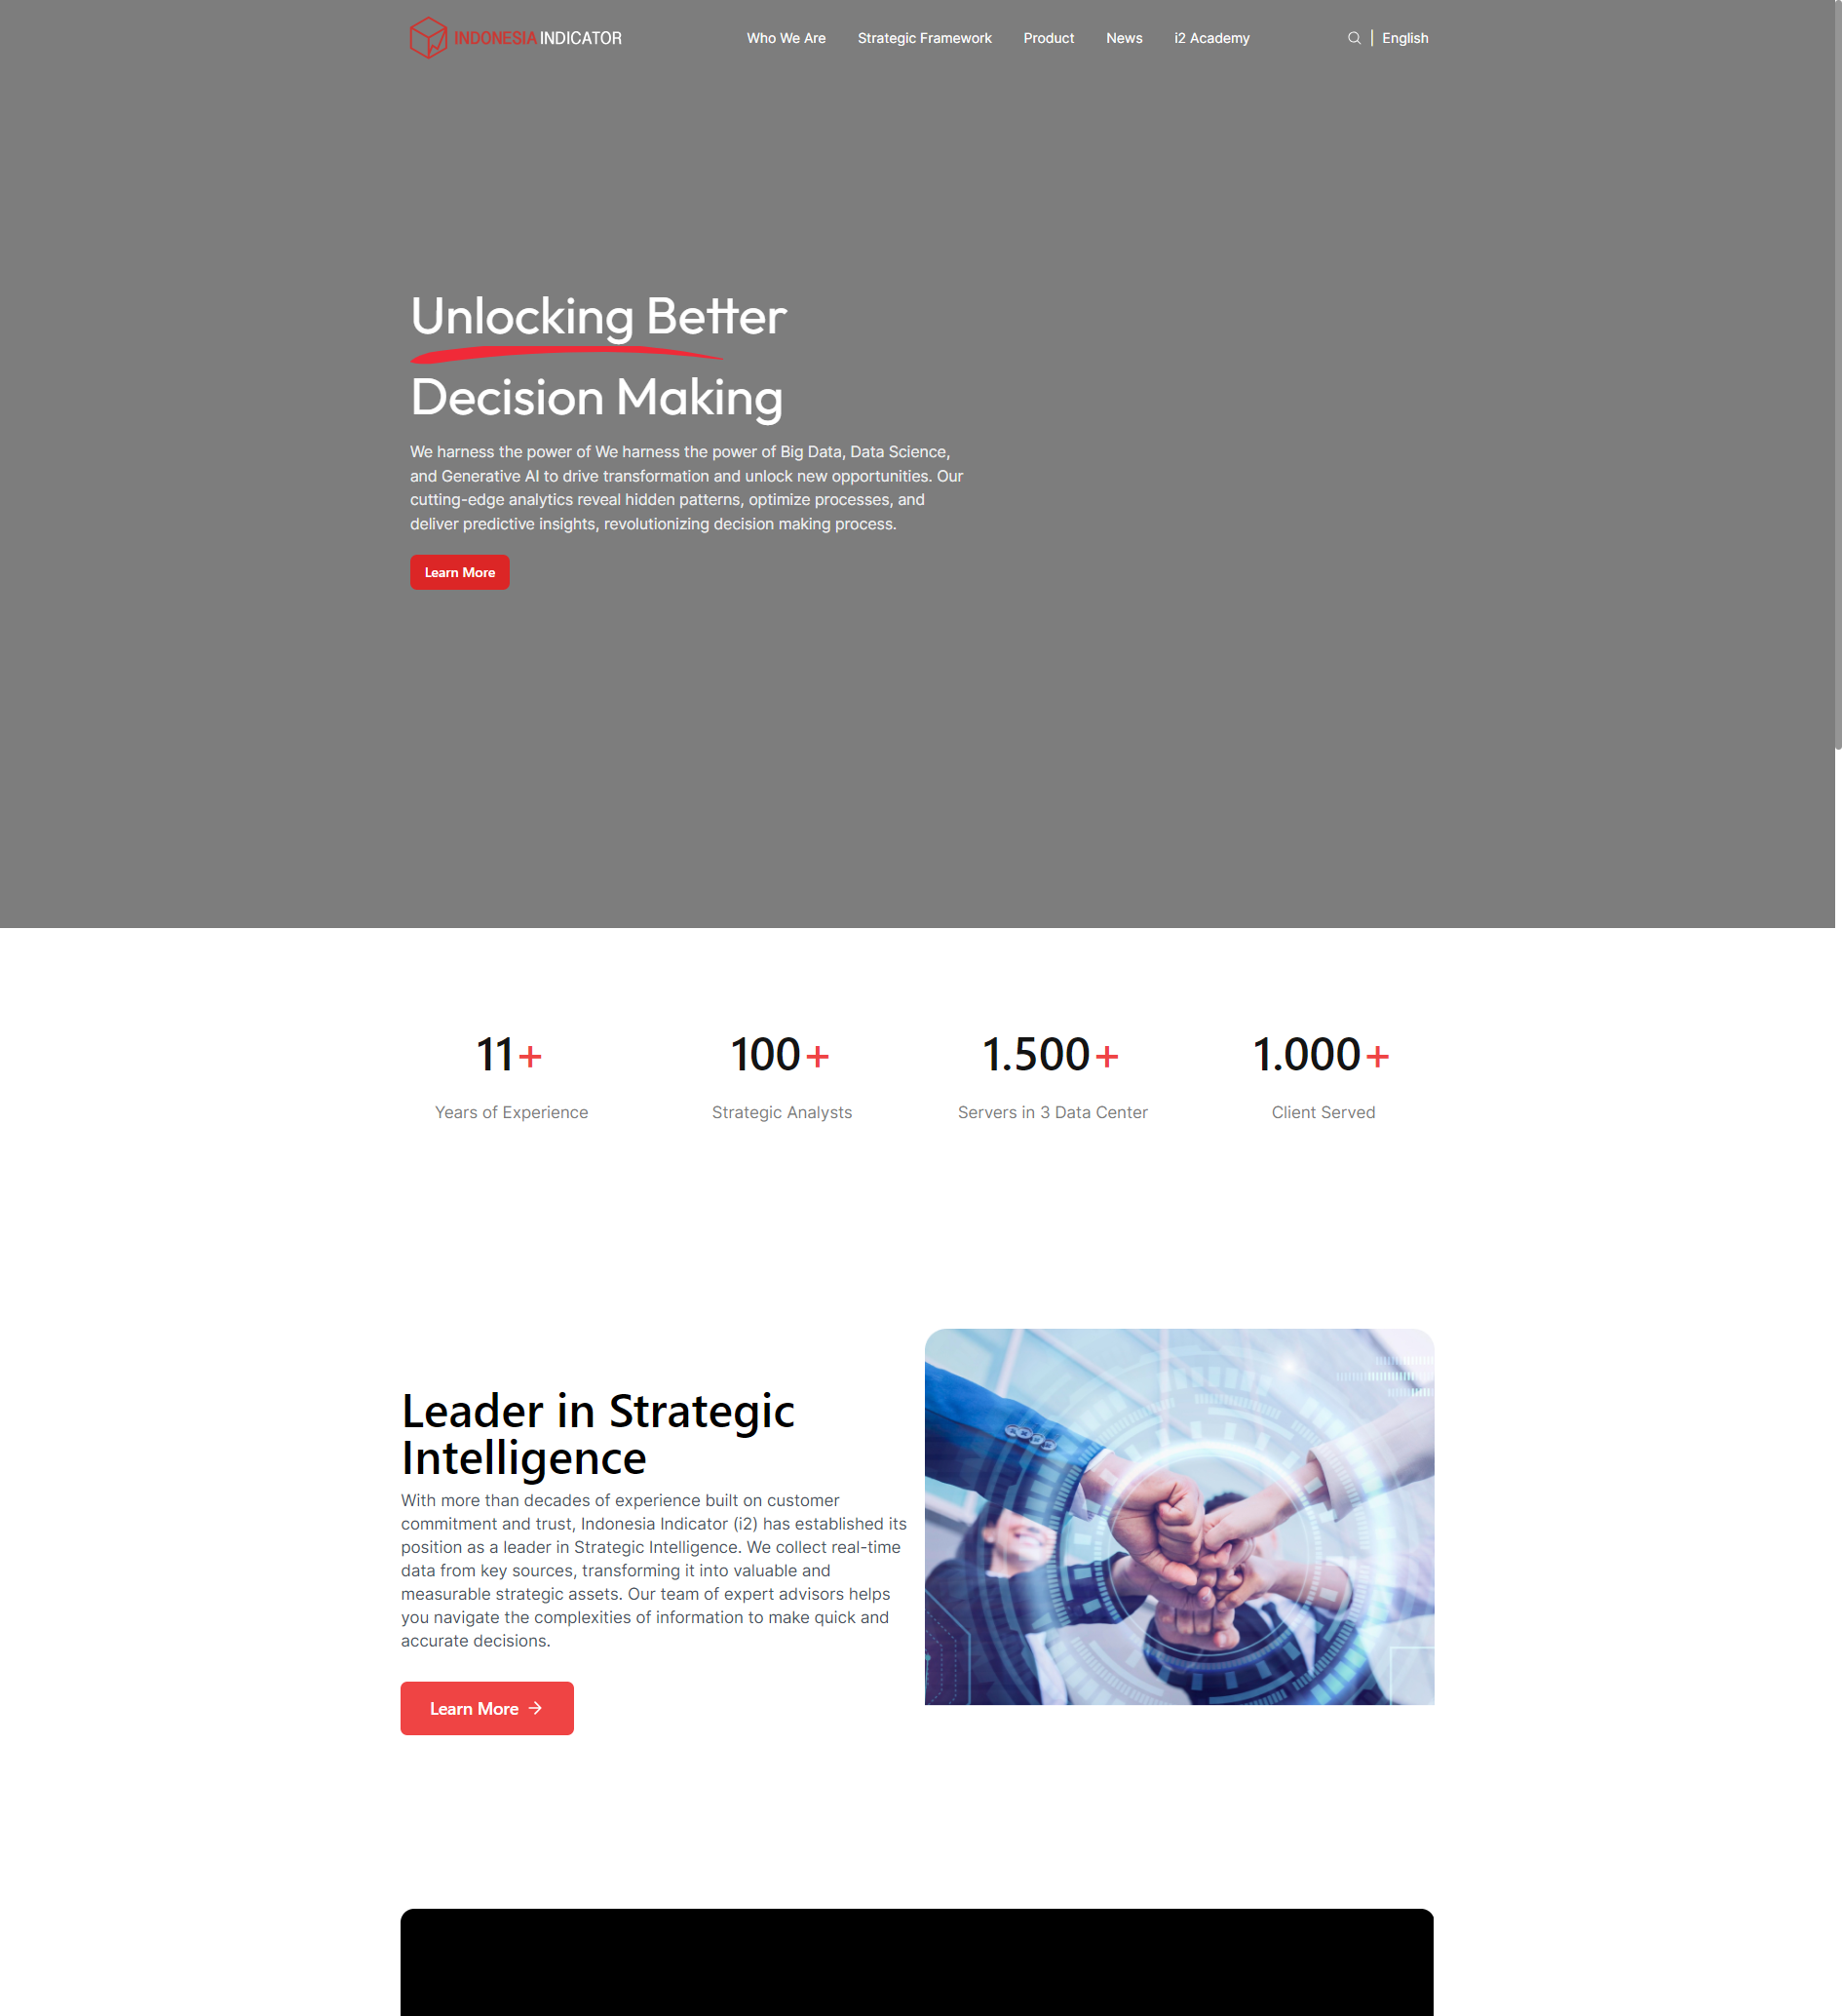 INDONESIA INDICATOR
Who We Are
Strategic Framework
Product
News
i2 Academy
English
Unlocking Better
Decision Making
We harness the power of We harness the power of Big Data, Data Science,
and Generative AI to drive transformation and unlock new opportunities. Our
cutting-edge analytics reveal hidden patterns, optimize processes, and
deliver predictive insights, revolutionizing decision making process.
Learn More
11+
Years of Experience
100+
Strategic Analysts
1.500+
Servers in 3 Data Center
1.000+
Client Served
Leader in Strategic
Intelligence
With more than decades of experience built on customer
commitment and trust, Indonesia Indicator (i2) has established its
position as a leader in Strategic Intelligence. We collect real-time
data from key sources, transforming it into valuable and
measurable strategic assets. Our team of expert advisors helps
you navigate the complexities of information to make quick and
accurate decisions.
Learn More →